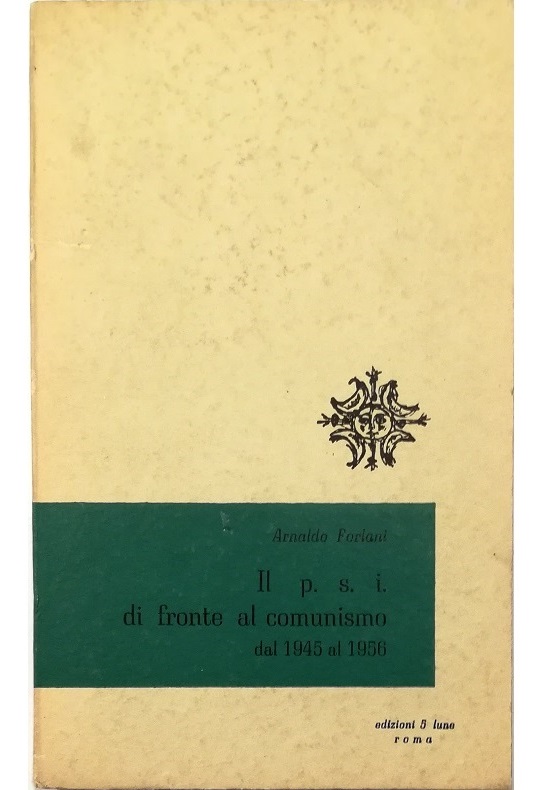 Arnaldo Forlani
Il p. s. i.
di fronte al comunismo
dal 1945 al 1956
edizioni 5 lune
roma